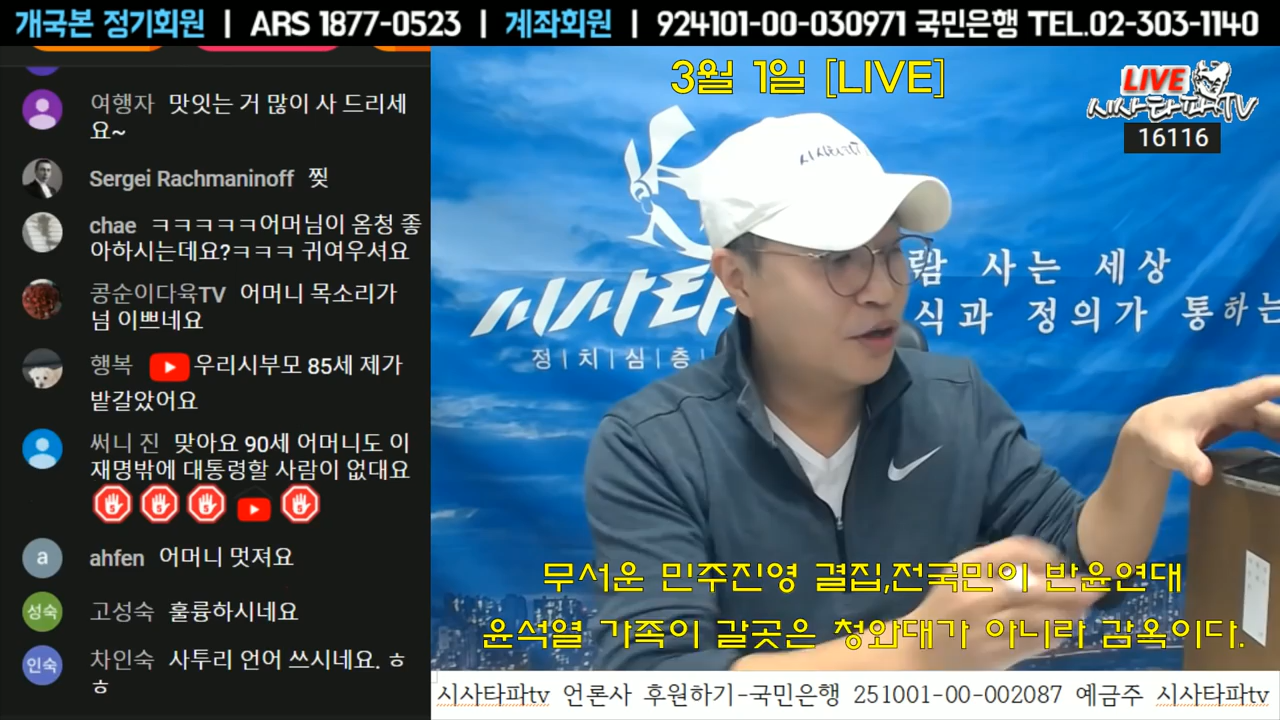 개국본 정기회원 | ARS 1877-0523 | 계좌회원 | 924101-00-030971 국민은행 TEL.02-303-1140
여행자 맛잇는 거 많이 사 드리세
요~
Sergei Rachmaninoff 찢
chae ㅋㅋㅋㅋㅋ어머님이 옴청 좋
아하시는데요?ㅋㅋㅋ 귀여우셔요
콩순이다육TV 어머니 목소리가
넘 이쁘네요
행복 우리시부모 85세 제가
밭갈았어요
써니 진 맞아요 90세 어머니도 이
재명밖에 대통령할 사람이 없대요
a ahfen 어머니 멋져요
성숙 고성숙 훌륭하시네요
인숙 차인숙 사투리 언어 쓰시네요. ㅎ
ㅎ
3월 1일 [LIVE]
LIVE
시사타파TV
16116
시사타파
시사타
정|치|심|층
람 사는 세상
식과 정의가 통하는
무서운 민주진영 결집,전국민이 반윤연대
윤석열 가족이 갈곳은 청와대가 아니라 감옥이다.
시사타파tv 언론사 후원하기-국민은행 251001-00-002087 예금주 시사타파tv